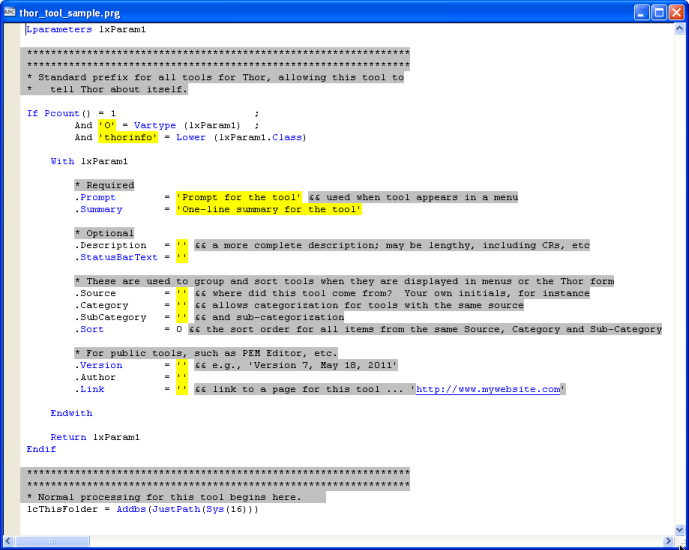 thor_tool_sample.prg
Lparameters lxParam1
****************************************************************
****************************************************************
* Standard prefix for all tools for Thor, allowing this tool to
*   tell Thor about itself.
If Pcount() = 1                       ;
        And 'O' = Vartype (lxParam1)  ;
        And 'thorinfo' = Lower (lxParam1.Class)
    With lxParam1
        * Required
        .Prompt        = 'Prompt for the tool' && used when tool appears in a menu
        .Summary       = 'One-line summary for the tool'
        * Optional
        .Description   = '' && a more complete description; may be lengthy, including CRs, etc
        .StatusBarText = ''
        * These are used to group and sort tools when they are displayed in menus or the Thor form
        .Source        = '' && where did this tool come from?  Your own initials, for instance
        .Category      = '' && allows categorization for tools with the same source
        .SubCategory   = '' && and sub-categorization
        .Sort          = 0 && the sort order for all items from the same Source, Category and Sub-Category
        * For public tools, such as PEM Editor, etc.
        .Version       = '' && e.g., 'Version 7, May 18, 2011'
        .Author        = ''
        .Link          = '' && link to a page for this tool ... 'http://www.mywebsite.com'
    Endwith
    Return lxParam1
Endif
****************************************************************
****************************************************************
* Normal processing for this tool begins here.
lcThisFolder = Addbs(JustPath(Sys(16)))